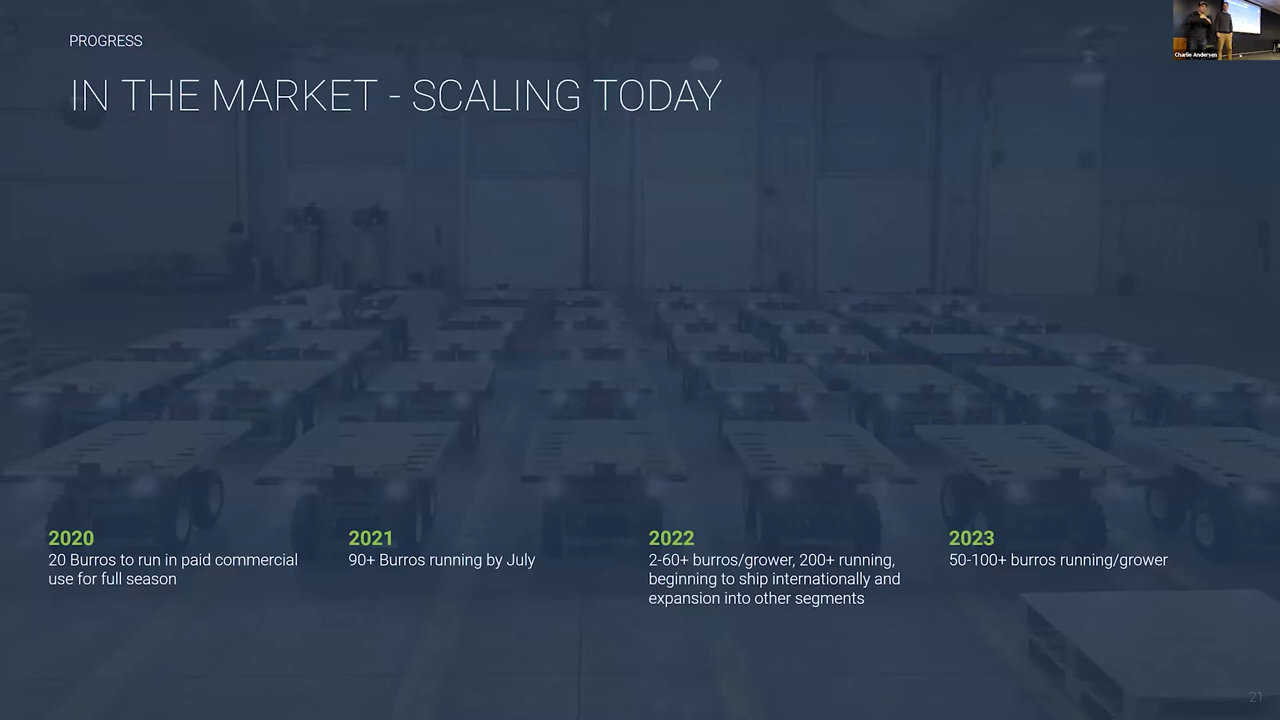 PROGRESS
IN THE MARKET - SCALING TODAY
Charlie Andersen
2020
20 Burros to run in paid commercial
use for full season
2021
90+ Burros running by July
2022
2-60+ burros/grower, 200+ running,
beginning to ship internationally and
expansion into other segments
2023
50-100+ burros running/grower
21